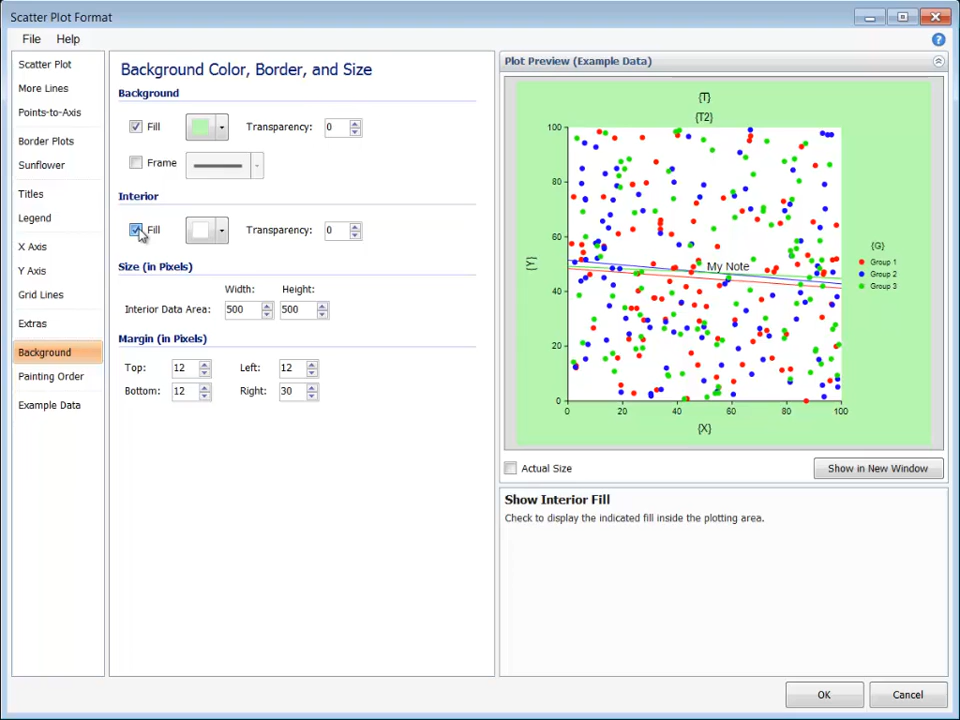 Scatter Plot Format
File Help
Scatter Plot
More Lines
Points-to-Axis
Border Plots
Sunflower
Titles
Legend
X Axis
Y Axis
Grid Lines
Extras
Background
Painting Order
Example Data
Background Color, Border, and Size
Background
Fill Transparency: 0
Frame
Interior
Fill Transparency: 0
Size (in Pixels)
Width: Height:
Interior Data Area: 500 500
Margin (in Pixels)
Top: 12 Left: 12
Bottom: 12 Right: 30
Plot Preview (Example Data)
{T}
{T2}
100
80
60
40
20
0
{Y}
My Note
{G}
Group 1
Group 2
Group 3
0 20 40 60 80 100
{X}
Actual Size
Show in New Window
Show Interior Fill
Check to display the indicated fill inside the plotting area.
OK Cancel